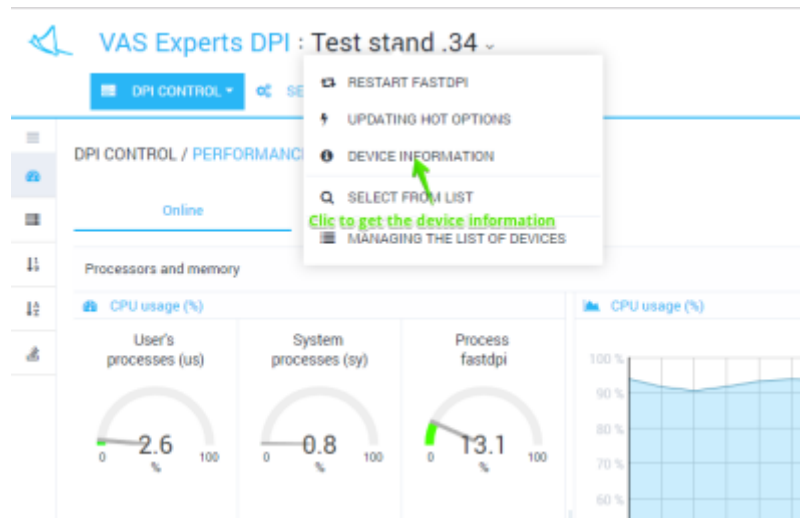 VAS Experts DPI : Test stand .34
RESTART FASTDPI
DPI CONTROL
SE
UPDATING HOT OPTIONS
DPI CONTROL / PERFORMANC
DEVICE INFORMATION
SELECT FROM LIST
Online
Clic to get the device information
MANAGING THE LIST OF DEVICES
Processors and memory
CPU usage (%)
CPU usage (%)
User's
processes (us)
System
processes (sy)
Process
fastdpi
2.6
0
100
%
0.8
0
100
%
13.1
0
100
%
100 %
90 %
80 %
70 %
60 %